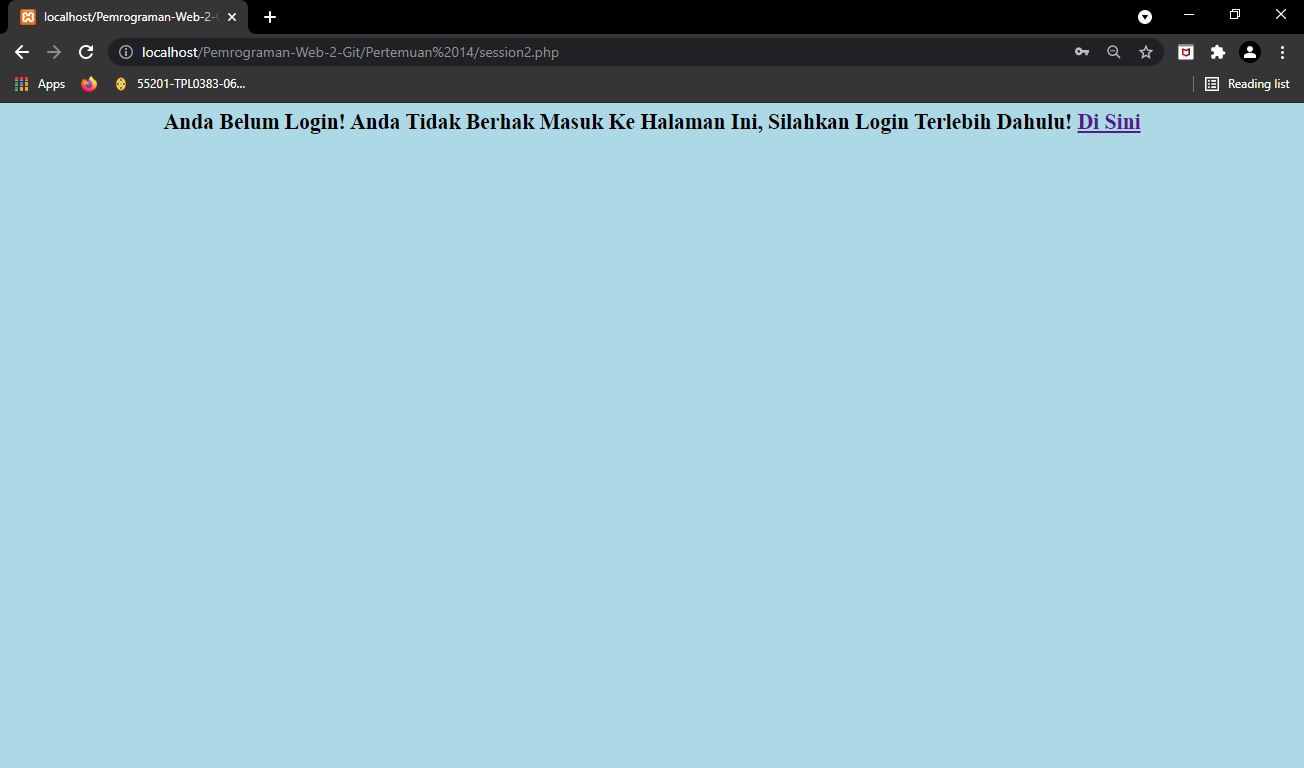 localhost/Pemrograman-Web-2-
localhost/Pemrograman-Web-2-Git/Pertemuan%2014/session2.php
Apps 55201-TPL0383-06... Reading list
Anda Belum Login! Anda Tidak Berhak Masuk Ke Halaman Ini, Silahkan Login Terlebih Dahulu! Di Sini